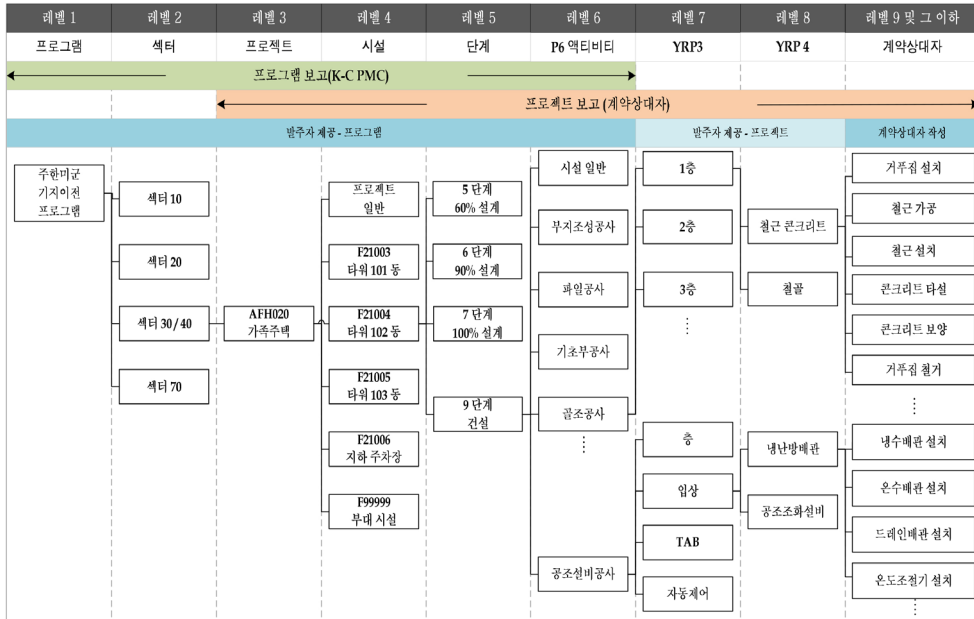 레벨 1
레벨 2
레벨 3
레벨 4
레벨 5
레벨 6
레벨 7
레벨 8
레벨 9 및 그 이하
프로그램
섹터
프로젝트
시설
단계
P6 액티비티
YRP3
YRP 4
계약상대자
프로그램 보고(K-C PMC)
프로젝트 보고 (계약상대자)
발주자 제공 - 프로그램
발주자 제공 - 프로젝트
계약상대자 작성
주한미군
기지이전
프로그램
섹터 10
섹터 20
섹터 30 / 40
섹터 70
AFH020
가족주택
프로젝트
일반
F21003
타워 101 동
F21004
타워 102 동
F21005
타워 103 동
F21006
지하 주차장
F99999
부대 시설
5 단계
60% 설계
6 단계
90% 설계
7 단계
100% 설계
9 단계
건설
시설 일반
부지조성공사
파일공사
기초부공사
골조공사
⋮
공조설비공사
1층
2층
3층
⋮
층
입상
TAB
자동제어
철근 콘크리트
철골
냉난방배관
공조조화설비
거푸집 설치
철근 가공
철근 설치
콘크리트 타설
콘크리트 보양
거푸집 철거
⋮
냉수배관 설치
온수배관 설치
드레인배관 설치
온도조절기 설치
⋮